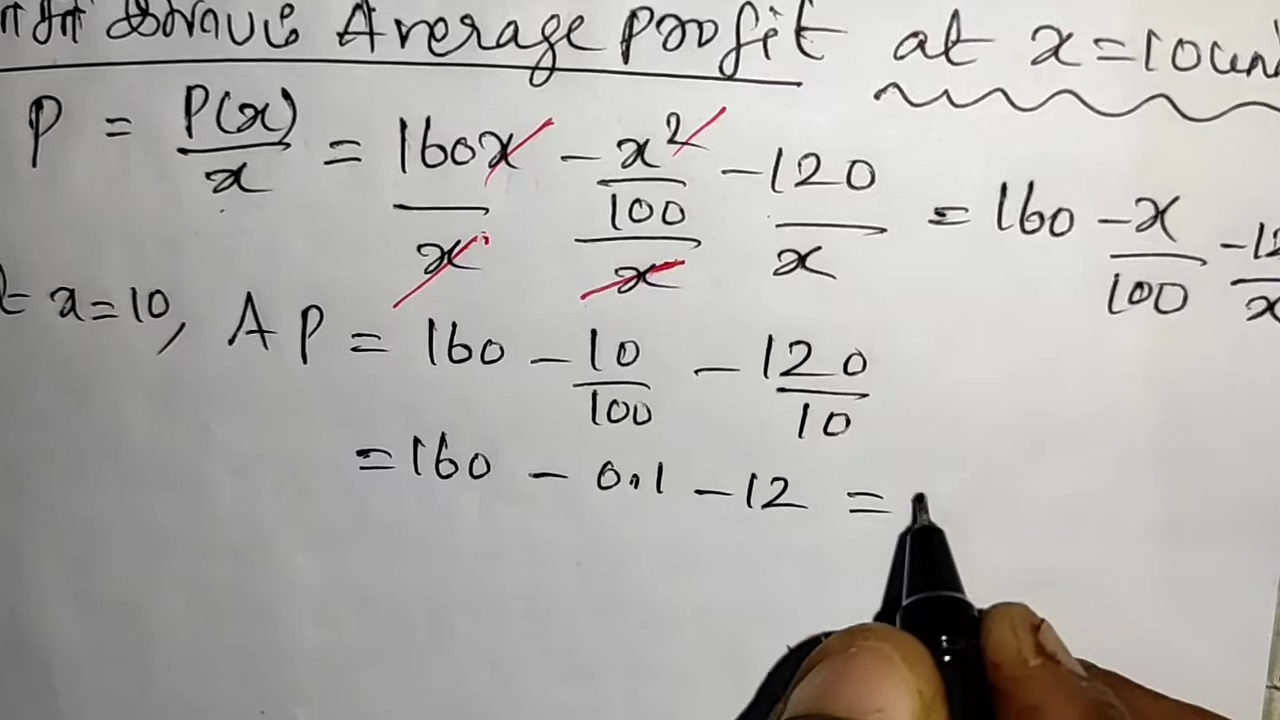 Average Profit at x=10
P = P(x)/x = 160x/x - x²/100/x - 120/x = 160 - x/100 - 12/x
x=10, AP = 160 - 10/100 - 120/10
= 160 - 0.1 - 12 =